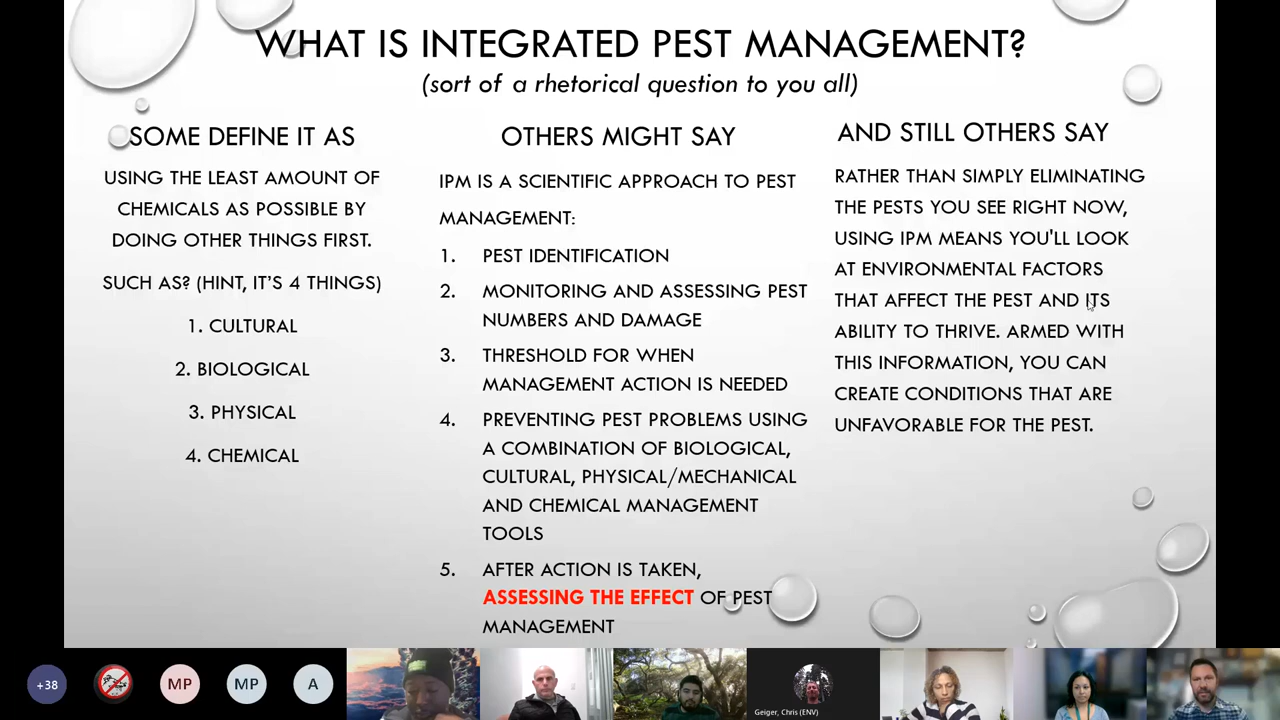 WHAT IS INTEGRATED PEST MANAGEMENT?
(sort of a rhetorical question to you all)
SOME DEFINE IT AS
USING THE LEAST AMOUNT OF
CHEMICALS AS POSSIBLE BY
DOING OTHER THINGS FIRST.
SUCH AS? (HINT, IT'S 4 THINGS)
1. CULTURAL
2. BIOLOGICAL
3. PHYSICAL
4. CHEMICAL
OTHERS MIGHT SAY
IPM IS A SCIENTIFIC APPROACH TO PEST
MANAGEMENT:
1. PEST IDENTIFICATION
2. MONITORING AND ASSESSING PEST
NUMBERS AND DAMAGE
3. THRESHOLD FOR WHEN
MANAGEMENT ACTION IS NEEDED
4. PREVENTING PEST PROBLEMS USING
A COMBINATION OF BIOLOGICAL,
CULTURAL, PHYSICAL/MECHANICAL
AND CHEMICAL MANAGEMENT
TOOLS
5. AFTER ACTION IS TAKEN,
ASSESSING THE EFFECT OF PEST
MANAGEMENT
AND STILL OTHERS SAY
RATHER THAN SIMPLY ELIMINATING
THE PESTS YOU SEE RIGHT NOW,
USING IPM MEANS YOU'LL LOOK
AT ENVIRONMENTAL FACTORS
THAT AFFECT THE PEST AND ITS
ABILITY TO THRIVE. ARMED WITH
THIS INFORMATION, YOU CAN
CREATE CONDITIONS THAT ARE
UNFAVORABLE FOR THE PEST.
+38
MP
MP
A
Geiger, Chris (ENV)